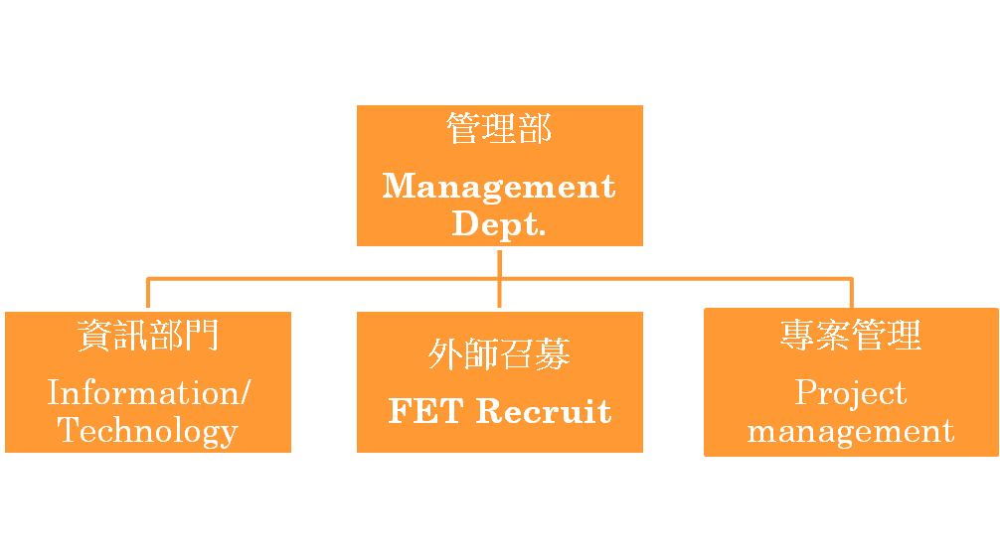 管理部
Management
Dept.
資訊部門
Information/
Technology
外師召募
FET Recruit
專案管理
Project
management